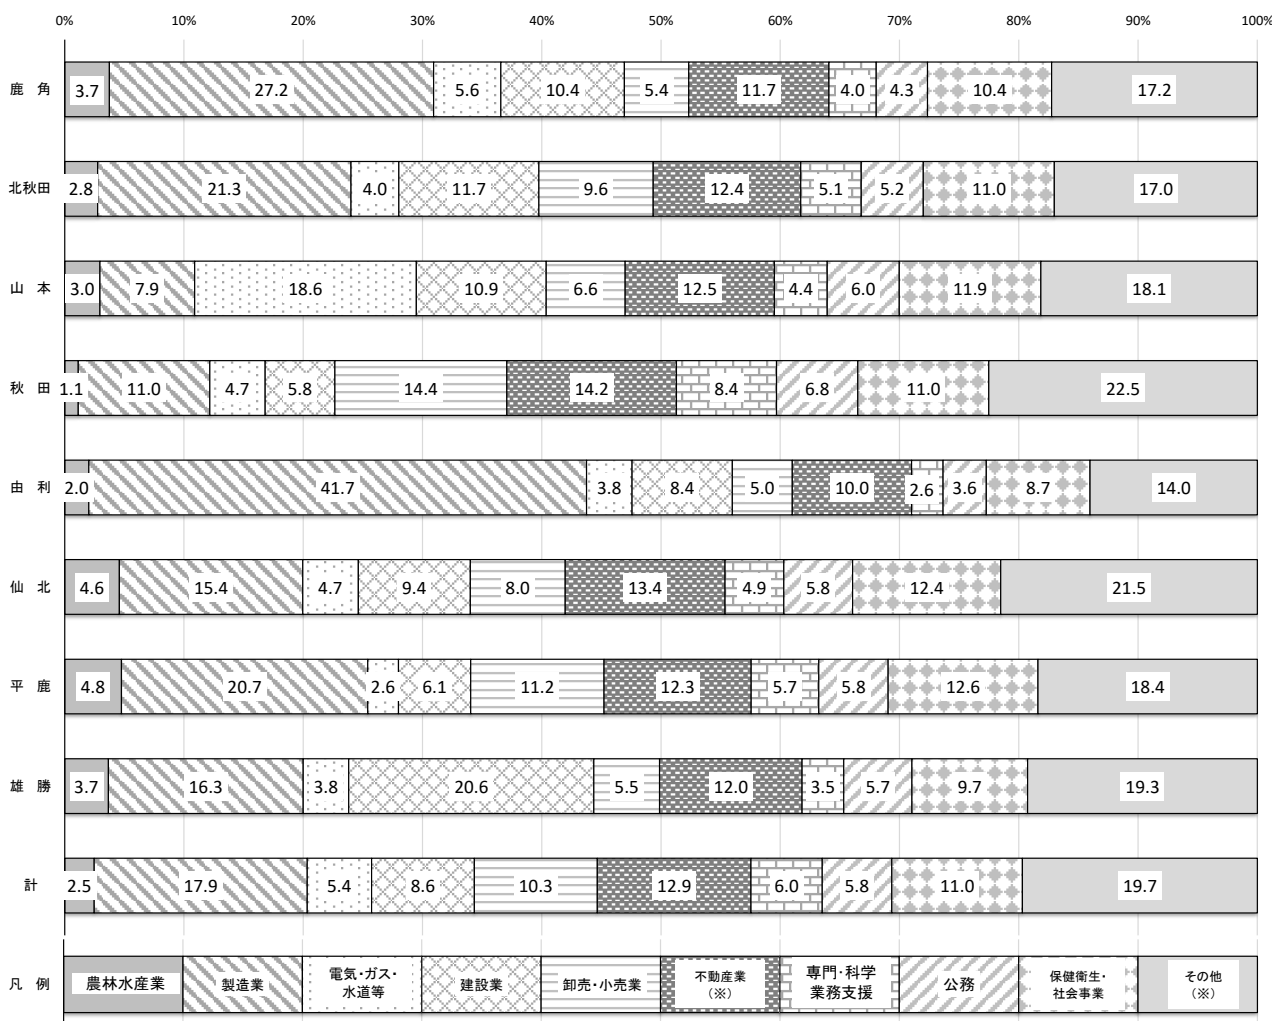 0% 10% 20% 30% 40% 50% 60% 70% 80% 90% 100%
鹿 角 3.7 27.2 5.6 10.4 5.4 11.7 4.0 4.3 10.4 17.2
北秋田 2.8 21.3 4.0 11.7 9.6 12.4 5.1 5.2 11.0 17.0
山 本 3.0 7.9 18.6 10.9 6.6 12.5 4.4 6.0 11.9 18.1
秋 田 1.1 11.0 4.7 5.8 14.4 14.2 8.4 6.8 11.0 22.5
由 利 2.0 41.7 3.8 8.4 5.0 10.0 2.6 3.6 8.7 14.0
仙 北 4.6 15.4 4.7 9.4 8.0 13.4 4.9 5.8 12.4 21.5
平 鹿 4.8 20.7 2.6 6.1 11.2 12.3 5.7 5.8 12.6 18.4
雄 勝 3.7 16.3 3.8 20.6 5.5 12.0 3.5 5.7 9.7 19.3
計 2.5 17.9 5.4 8.6 10.3 12.9 6.0 5.8 11.0 19.7
凡 例
農林水産業
製造業
電気・ガス・
水道等
建設業
卸売・小売業
不動産業
(※)
専門・科学
業務支援
公務
保健衛生・
社会事業
その他
(※)